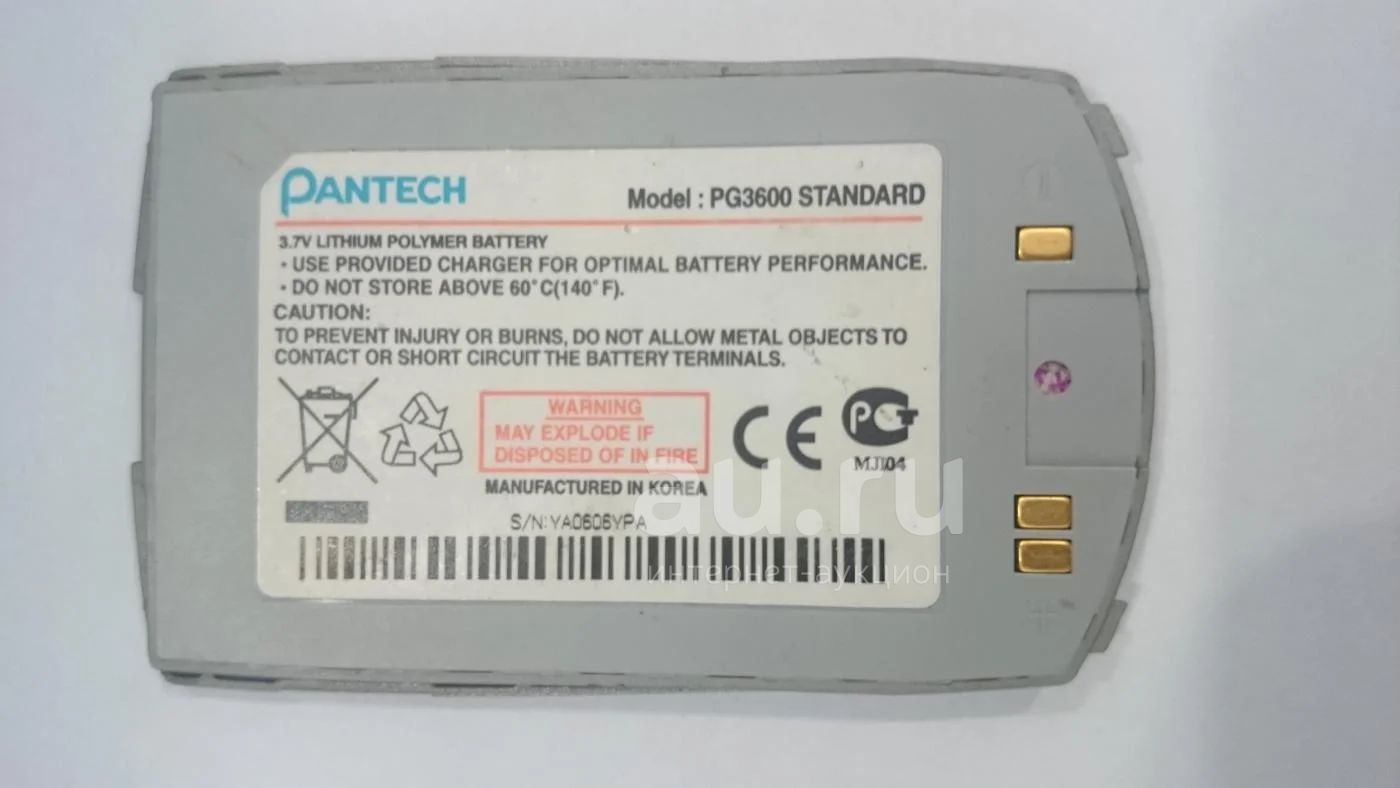 PANTECH
Model : PG3600 STANDARD
3.7V LITHIUM POLYMER BATTERY
• USE PROVIDED CHARGER FOR OPTIMAL BATTERY PERFORMANCE.
• DO NOT STORE ABOVE 60°C(140°F).
CAUTION:
TO PREVENT INJURY OR BURNS, DO NOT ALLOW METAL OBJECTS TO
CONTACT OR SHORT CIRCUIT THE BATTERY TERMINALS.
WARNING
MAY EXPLODE IF
DISPOSED OF IN FIRE
CE
РСТ
МЛ04
MANUFACTURED IN KOREA
S/N:YA0606YPA
au.ru
интернет-аукцион